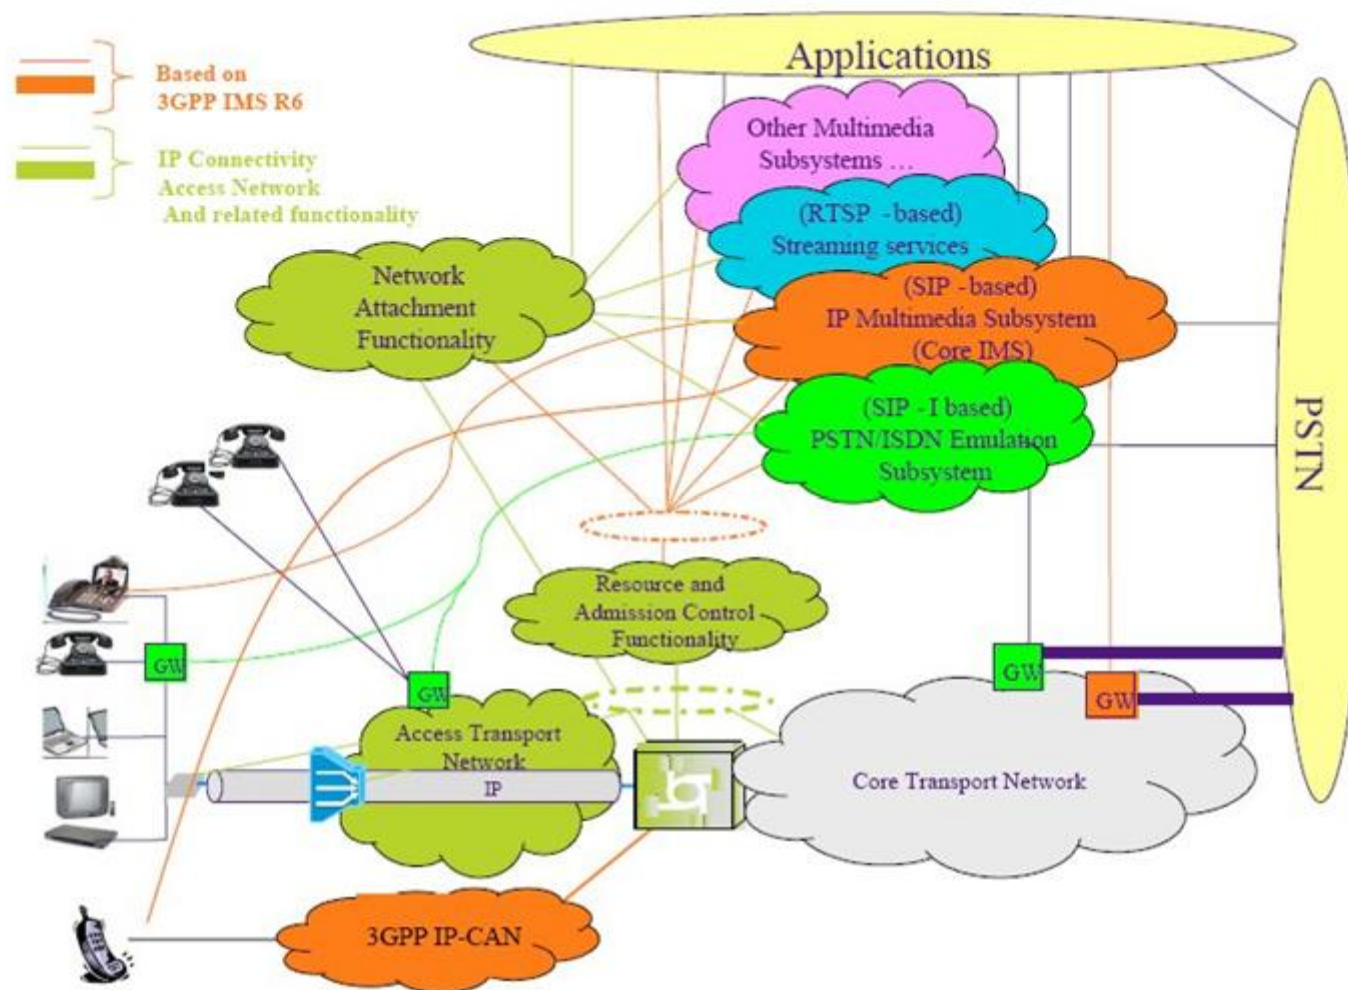 Applications
Based on
3GPP IMS R6
IP Connectivity
Access Network
And related functionality
Other Multimedia
Subsystems ...
(RTSP - based)
Streaming services
Network
Attachment
Functionality
(SIP - based)
IP Multimedia Subsystem
(Core IMS)
(SIP - I based)
PSTN/ISDN Emulation
Subsystem
PSTN
Resource and
Admission Control
Functionality
GW
GW
GW
GW
Access Transport
Network
IP
Core Transport Network
3GPP IP-CAN